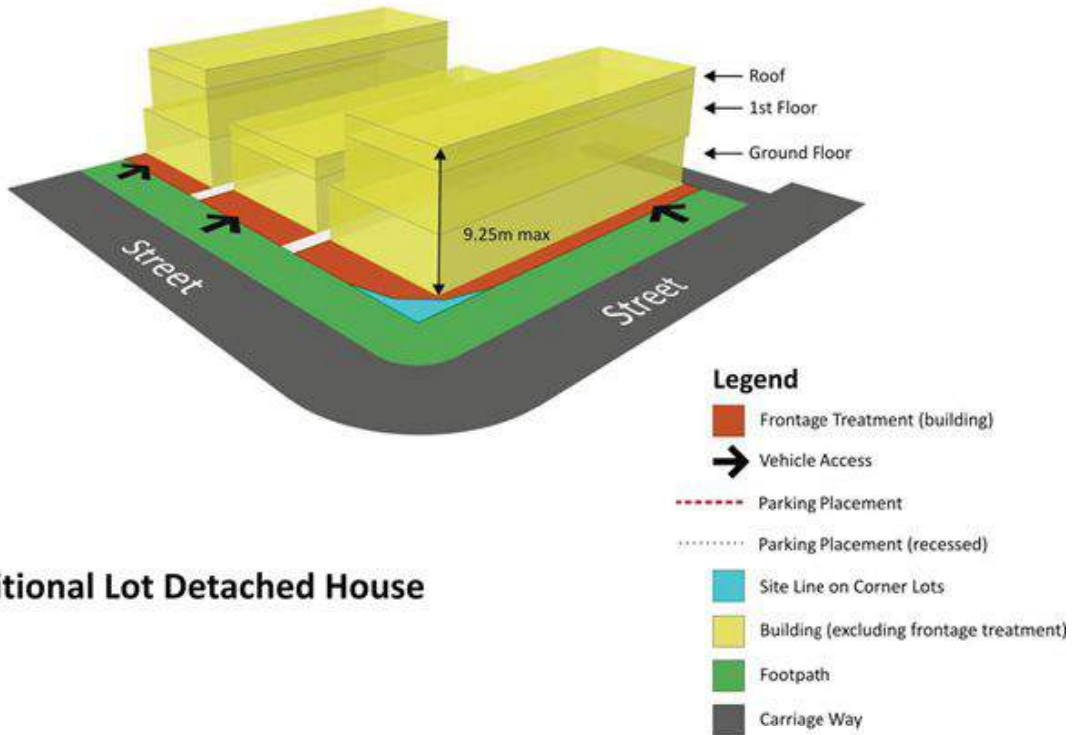 Roof
1st Floor
Ground Floor
9.25m max
Street
Street
Legend
Frontage Treatment (building)
Vehicle Access
Parking Placement
Parking Placement (recessed)
Site Line on Corner Lots
Building (excluding frontage treatment)
Footpath
Carriage Way
itional Lot Detached House